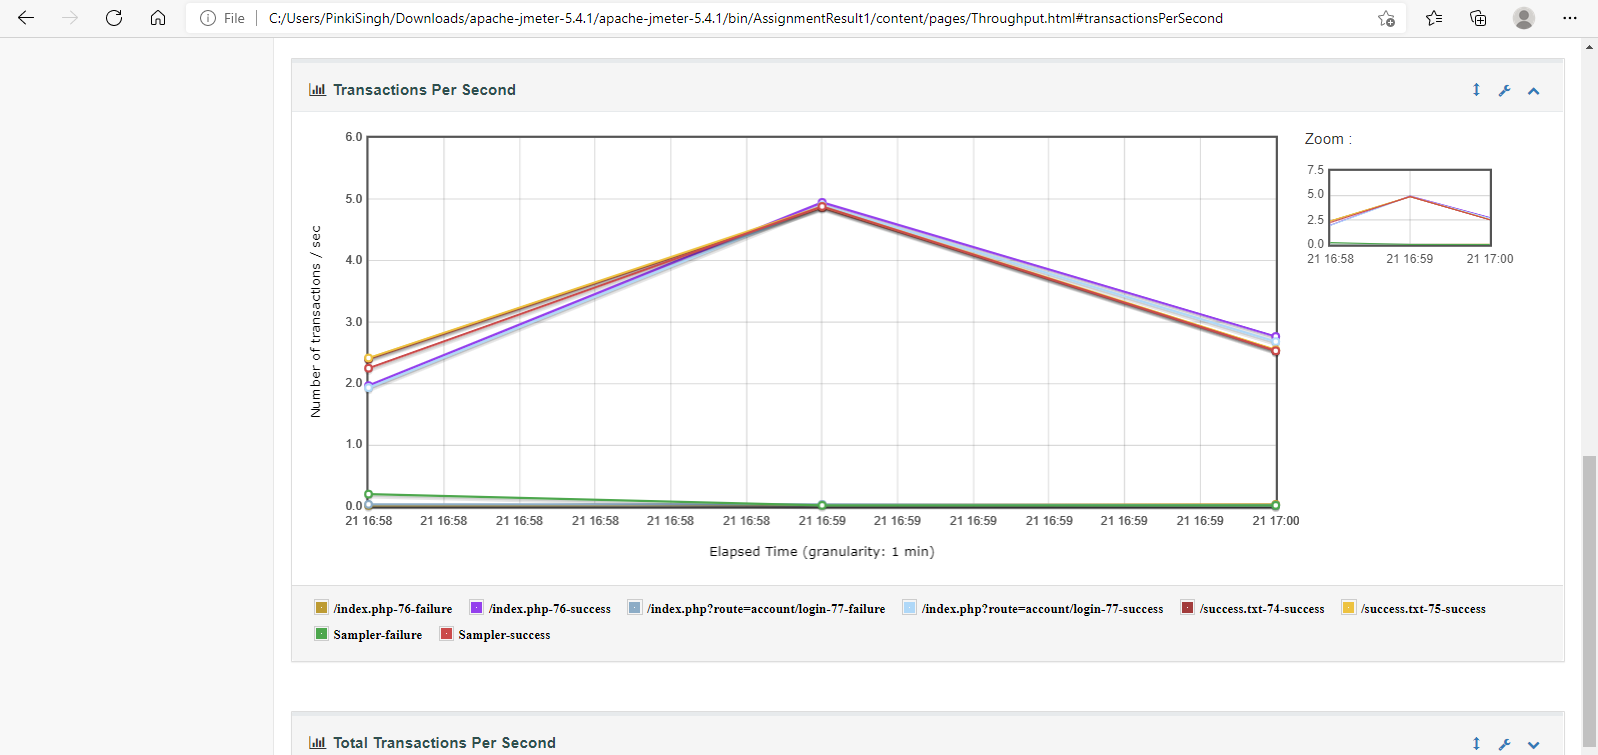 File C:/Users/PinkiSingh/Downloads/apache-jmeter-5.4.1/apache-jmeter-5.4.1/bin/AssignmentResult1/content/pages/Throughput.html#transactionsPerSecond
Transactions Per Second
6.0
5.0
4.0
3.0
2.0
1.0
0.0
Number of transactions / sec
21 16:58 21 16:58 21 16:58 21 16:58 21 16:58 21 16:58 21 16:59 21 16:59 21 16:59 21 16:59 21 16:59 21 16:59 21 17:00
Elapsed Time (granularity: 1 min)
Zoom :
7.5
5.0
2.5
0.0
21 16:58 21 16:59 21 17:00
/index.php-76-failure /index.php-76-success /index.php?route=account/login-77-failure /index.php?route=account/login-77-success /success.txt-74-success /success.txt-75-success
Sampler-failure Sampler-success
Total Transactions Per Second